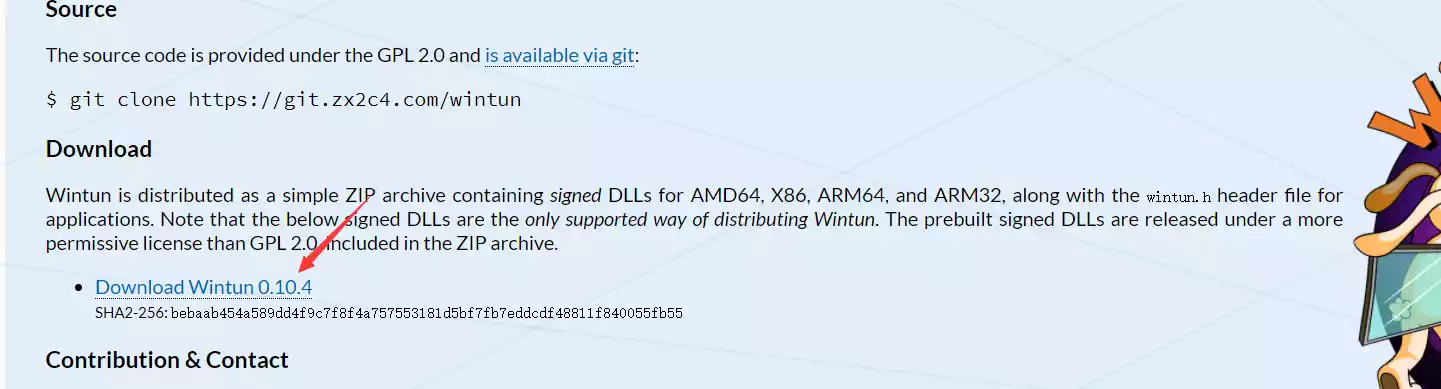 Source
The source code is provided under the GPL 2.0 and is available via git:
$ git clone https://git.zx2c4.com/wintun
Download
Wintun is distributed as a simple ZIP archive containing signed DLLs for AMD64, X86, ARM64, and ARM32, along with the wintun.h header file for
applications. Note that the below signed DLLs are the only supported way of distributing Wintun. The prebuilt signed DLLs are released under a more
permissive license than GPL 2.0 included in the ZIP archive.
Download Wintun 0.10.4
SHA2-256: bebaab454a589dd4f9c7f8f4a757553181d5bf7fb7eddcdf48811f840055fb55
Contribution & Contact